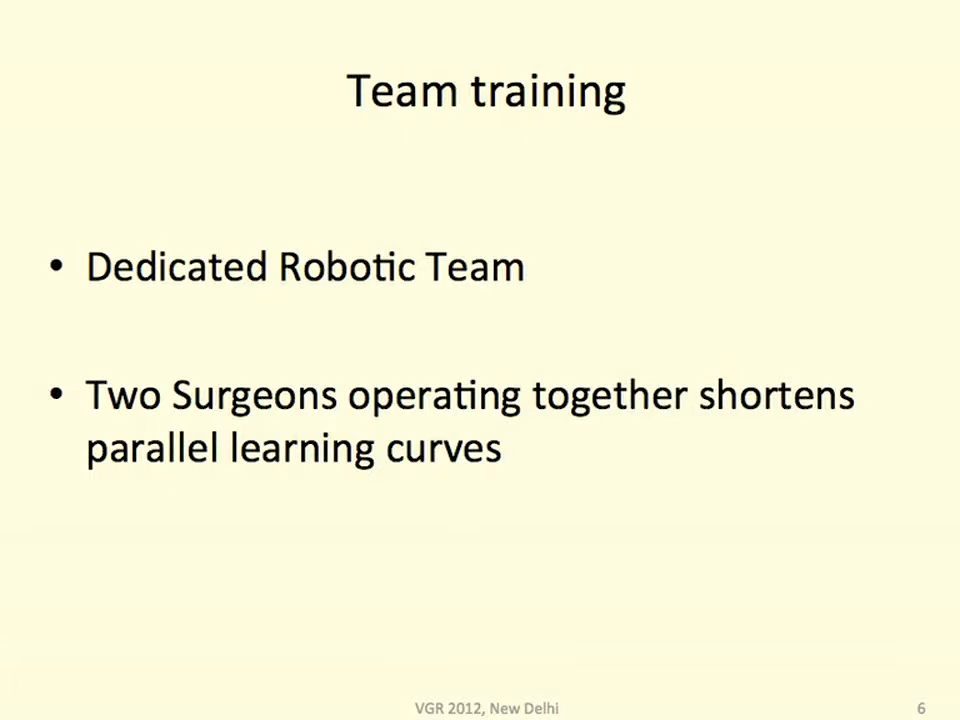 Team training
• Dedicated Robotic Team
• Two Surgeons operating together shortens
parallel learning curves
VGR 2012, New Delhi
6